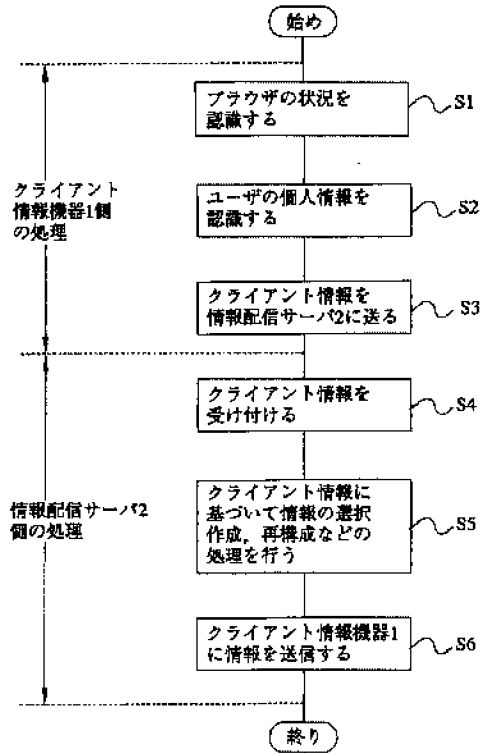 始め
ブラウザの状況を
認識する
S1
ユーザの個人情報を
認識する
S2
クライアント
情報機器1側
の処理
クライアント情報を
情報配信サーバ2に送る
S3
クライアント情報を
受け付ける
S4
情報配信サーバ2
側の処理
クライアント情報に
基づいて情報の選択
作成，再構成などの
処理を行う
S5
クライアント情報機器1
に情報を送信する
S6
終り